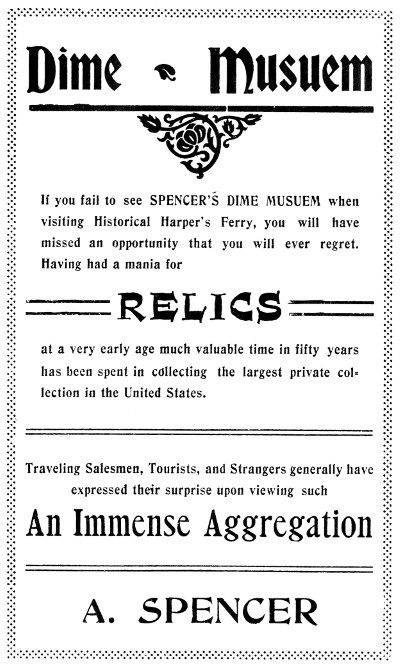 Dime Musuem
If you fail to see SPENCER'S DIME MUSUEM when
visiting Historical Harper's Ferry, you will have
missed an opportunity that you will ever regret.
Having had a mania for
RELICS
at a very early age much valuable time in fifty years
has been spent in collecting the largest private col=
lection in the United States.
Traveling Salesmen, Tourists, and Strangers generally have
expressed their surprise upon viewing such
An Immense Aggregation
A. SPENCER